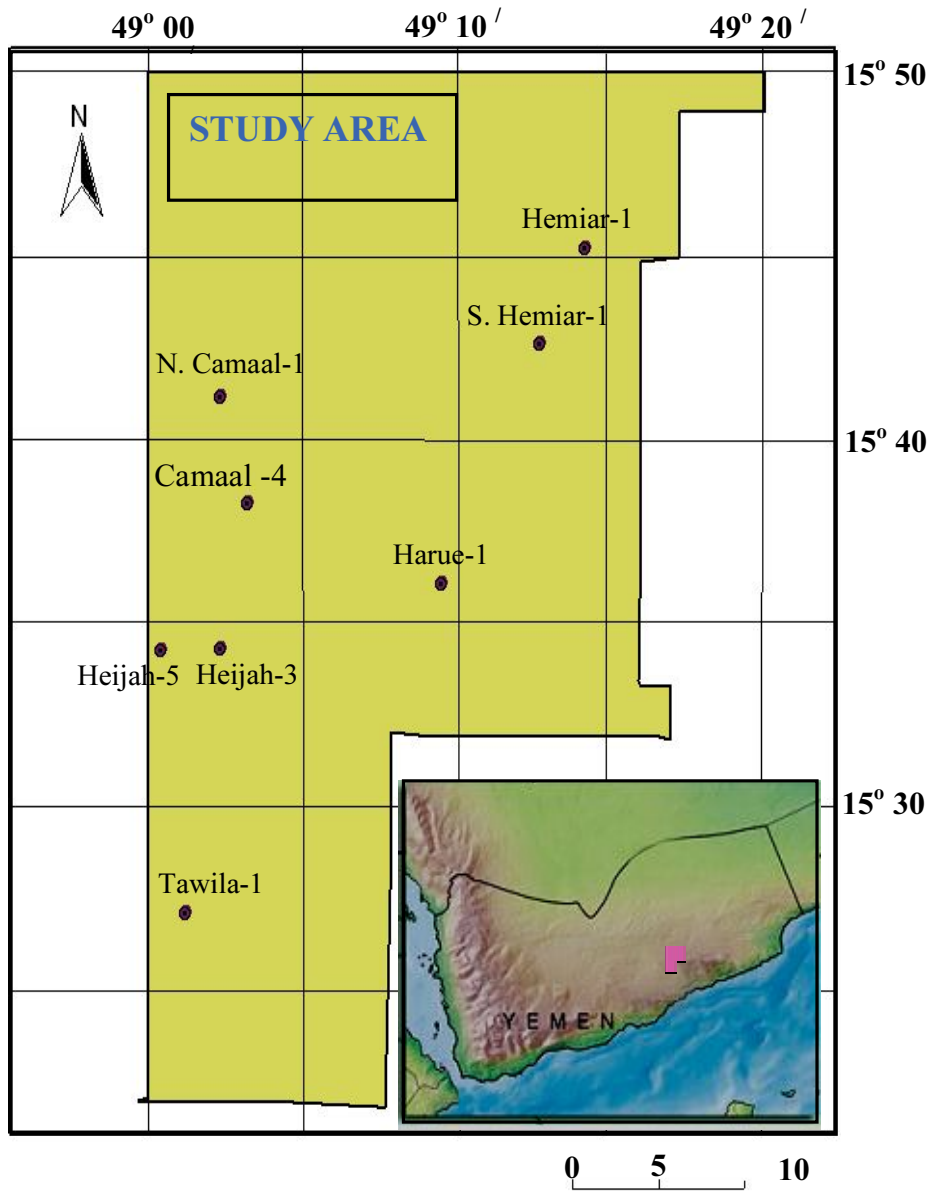 49º 00 /
49º 10 /
49º 20 /
15º 50
N
STUDY AREA
Hemiar-1
S. Hemiar-1
N. Camaal-1
15º 40
Camaal -4
Harue-1
Heijah-5
Heijah-3
15º 30
Tawila-1
YEMEN
0 5 10